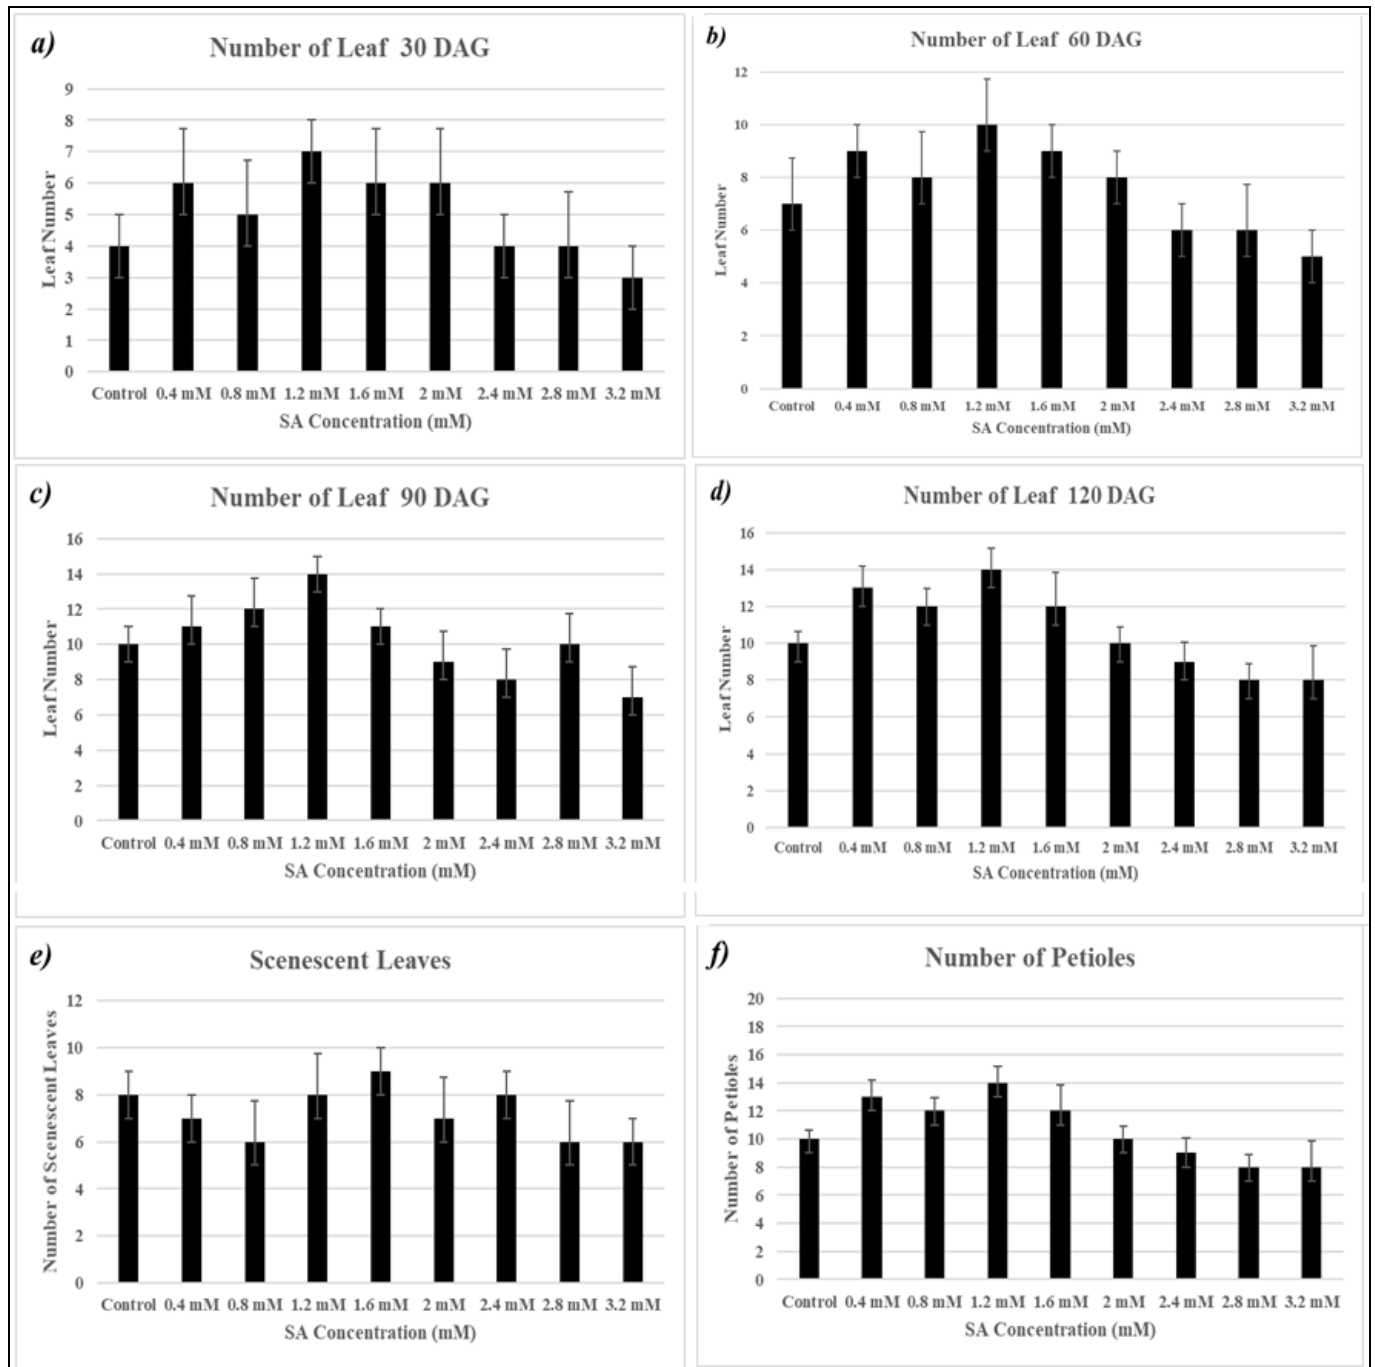 a)
Number of Leaf 30 DAG
9
8
7
6
5
4
3
2
1
0
Leaf Number
Control 0.4 mM 0.8 mM 1.2 mM 1.6 mM 2 mM 2.4 mM 2.8 mM 3.2 mM
SA Concentration (mM)
b)
Number of Leaf 60 DAG
12
10
8
6
4
2
0
Leaf Number
Control 0.4 mM 0.8 mM 1.2 mM 1.6 mM 2 mM 2.4 mM 2.8 mM 3.2 mM
SA Concentration (mM)
c)
Number of Leaf 90 DAG
16
14
12
10
8
6
4
2
0
Leaf Number
Control 0.4 mM 0.8 mM 1.2 mM 1.6 mM 2 mM 2.4 mM 2.8 mM 3.2 mM
SA Concentration (mM)
d)
Number of Leaf 120 DAG
16
14
12
10
8
6
4
2
0
Leaf Number
Control 0.4 mM 0.8 mM 1.2 mM 1.6 mM 2 mM 2.4 mM 2.8 mM 3.2 mM
SA Concentration (mM)
e)
Scenescent Leaves
12
10
8
6
4
2
0
Number of Scenescent Leaves
Control 0.4 mM 0.8 mM 1.2 mM 1.6 mM 2 mM 2.4 mM 2.8 mM 3.2 mM
SA Concentration (mM)
f)
Number of Petioles
20
18
16
14
12
10
8
6
4
2
0
Number of Petioles
Control 0.4 mM 0.8 mM 1.2 mM 1.6 mM 2 mM 2.4 mM 2.8 mM 3.2 mM
SA Concentration (mM)